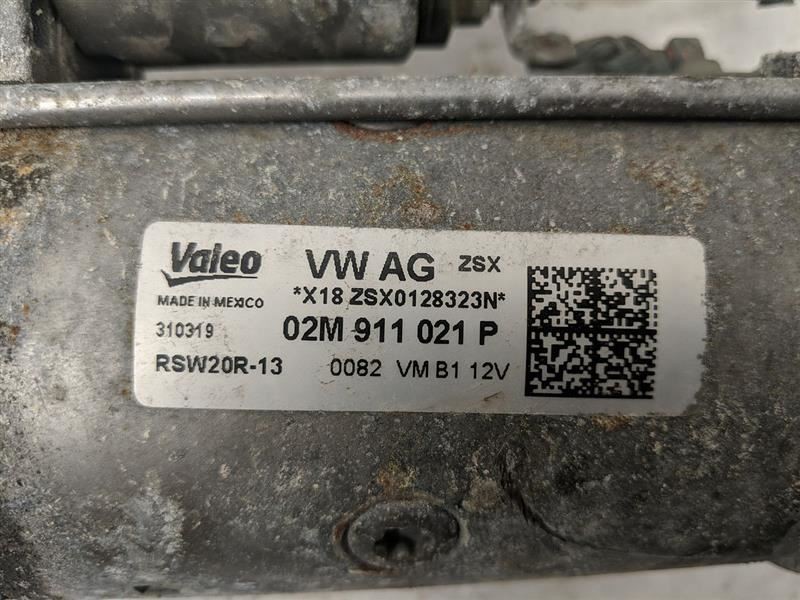 Valeo VW AG ZSX
MADE IN MEXICO *X18 ZSX0128323N*
310319 02M 911 021 P
RSW20R-13 0082 VM B1 12V